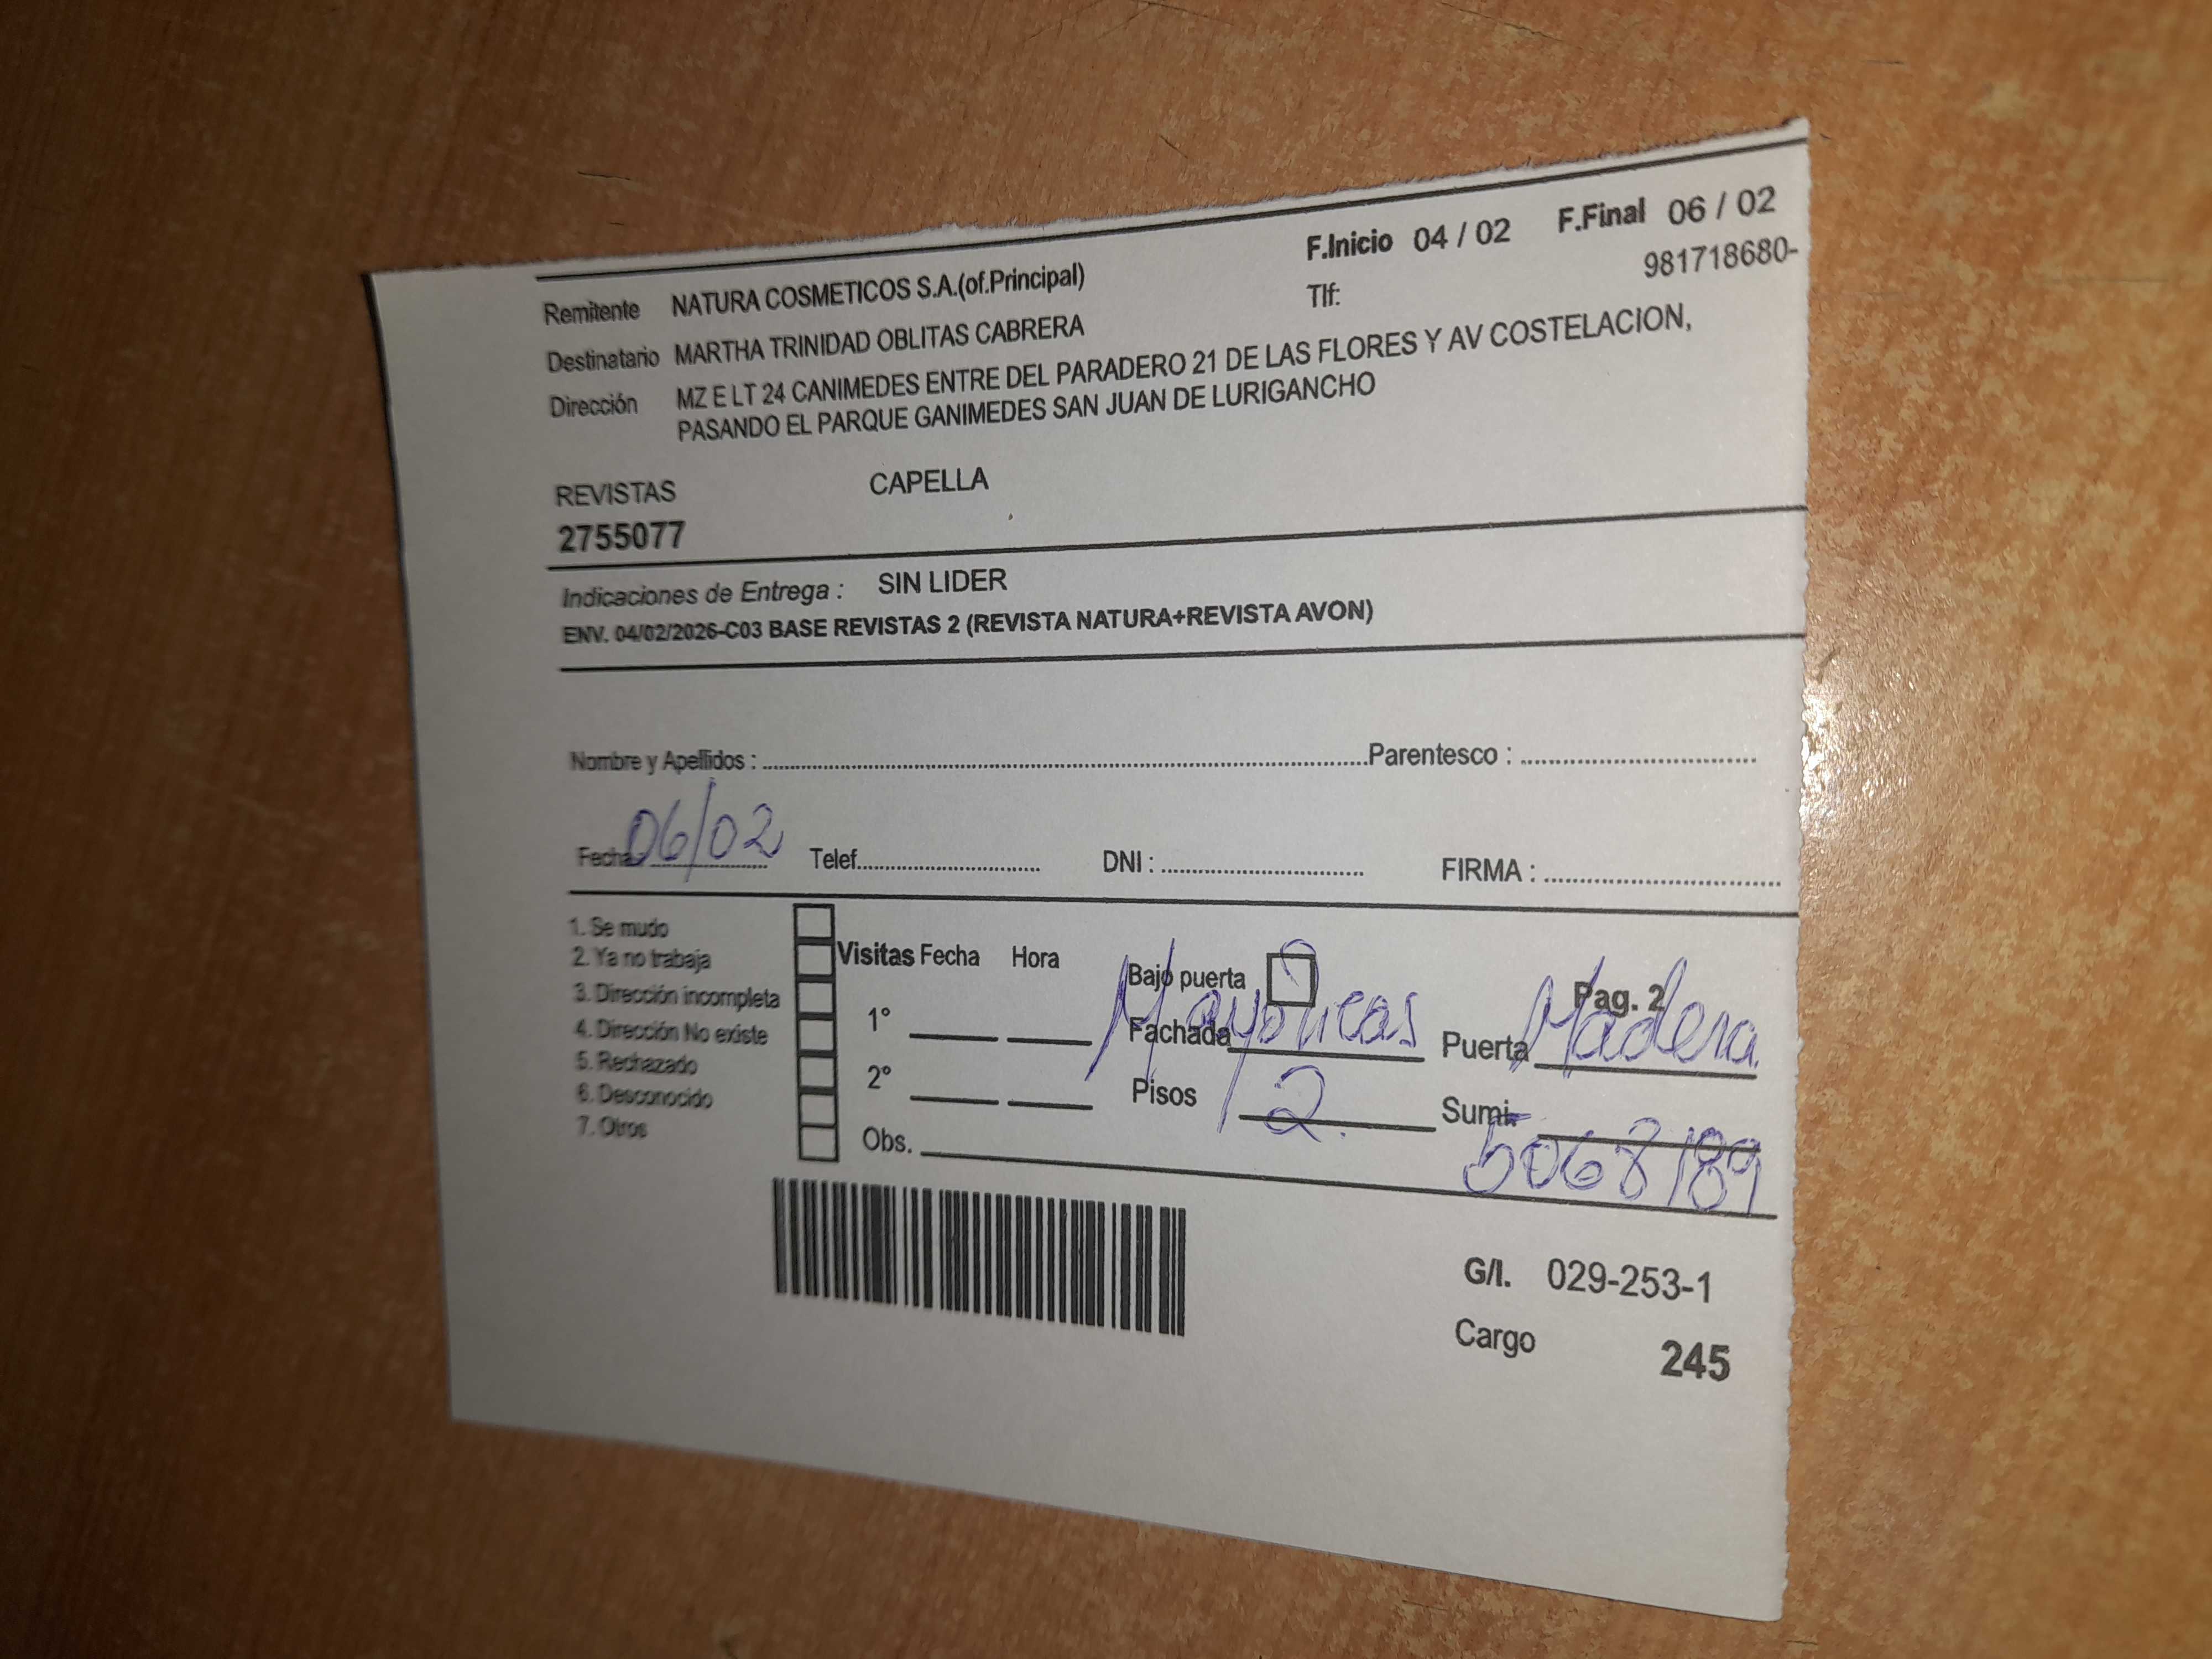 F.Inicio 04 / 02 F.Final 06 / 02
Remitente NATURA COSMETICOS S.A.(of.Principal) Tlf: 981718680-
Destinatario MARTHA TRINIDAD OBLITAS CABRERA
Dirección MZ E LT 24 CANIMEDES ENTRE DEL PARADERO 21 DE LAS FLORES Y AV COSTELACION,
PASANDO EL PARQUE GANIMEDES SAN JUAN DE LURIGANCHO
REVISTAS CAPELLA
2755077
Indicaciones de Entrega : SIN LIDER
ENV. 04/02/2026-C03 BASE REVISTAS 2 (REVISTA NATURA+REVISTA AVON)
Nombre y Apellidos : Parentesco :
Fecha: 06/02 Telef. DNI : FIRMA :
1. Se mudo
2. Ya no trabaja
3. Dirección incompleta
4. Dirección No existe
5. Rechazado
6. Desconocido
7. Otros
Visitas Fecha Hora
1°
2°
Obs.
Bajo puerta Pag. 2
Fachada Mayolicas Puerta Madera.
Pisos 2. Sumi.
5068189
G/I. 029-253-1
Cargo 245